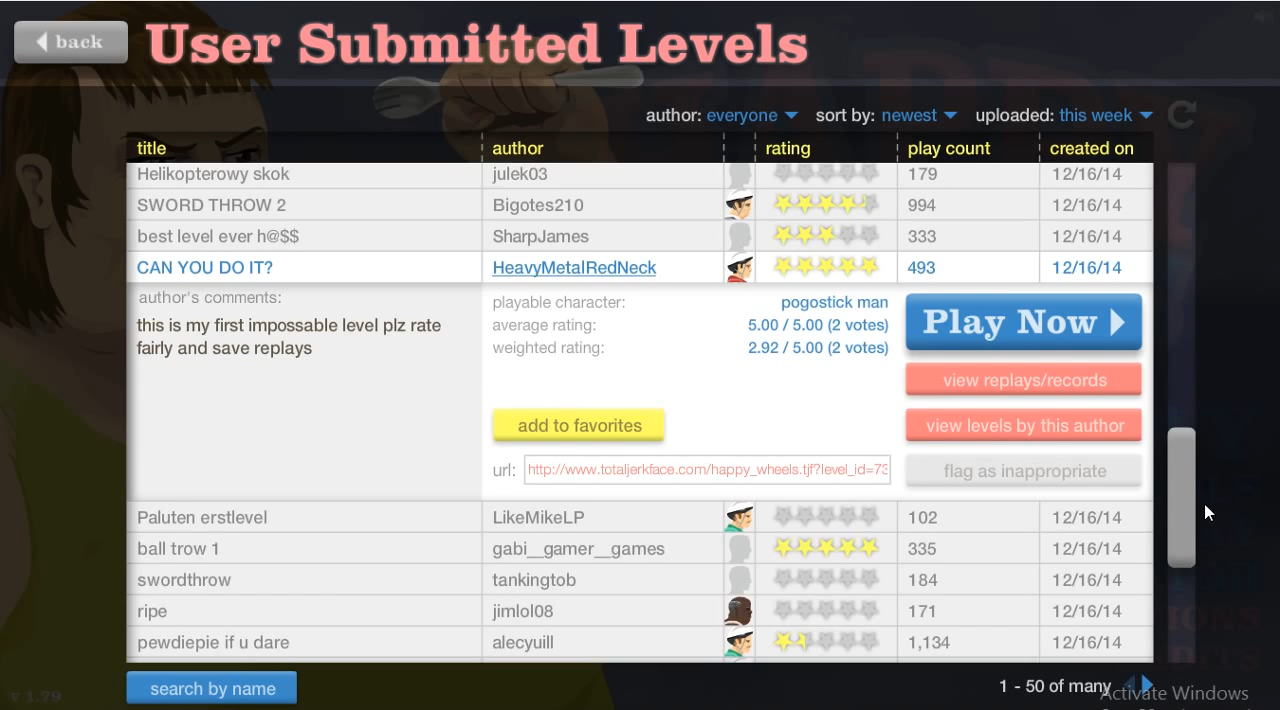 back
User Submitted Levels
author: everyone sort by: newest uploaded: this week
title author rating play count created on
Helikopterowy skok julek03 179 12/16/14
SWORD THROW 2 Bigotes210 994 12/16/14
best level ever h@$$ SharpJames 333 12/16/14
CAN YOU DO IT? HeavyMetalRedNeck 493 12/16/14
author's comments:
this is my first impossable level plz rate
fairly and save replays
playable character: pogostick man
average rating: 5.00 / 5.00 (2 votes)
weighted rating: 2.92 / 5.00 (2 votes)
add to favorites
url: http://www.totaljerkface.com/happy_wheels.tjf?level_id=73
Play Now
view replays/records
view levels by this author
flag as inappropriate
Paluten erstlevel LikeMikeLP 102 12/16/14
ball trow 1 gabi__gamer__games 335 12/16/14
swordthrow tankingtob 184 12/16/14
ripe jimlol08 171 12/16/14
pewdiepie if u dare alecyuill 1,134 12/16/14
search by name
1 - 50 of many
Activate Windows
v 1.79